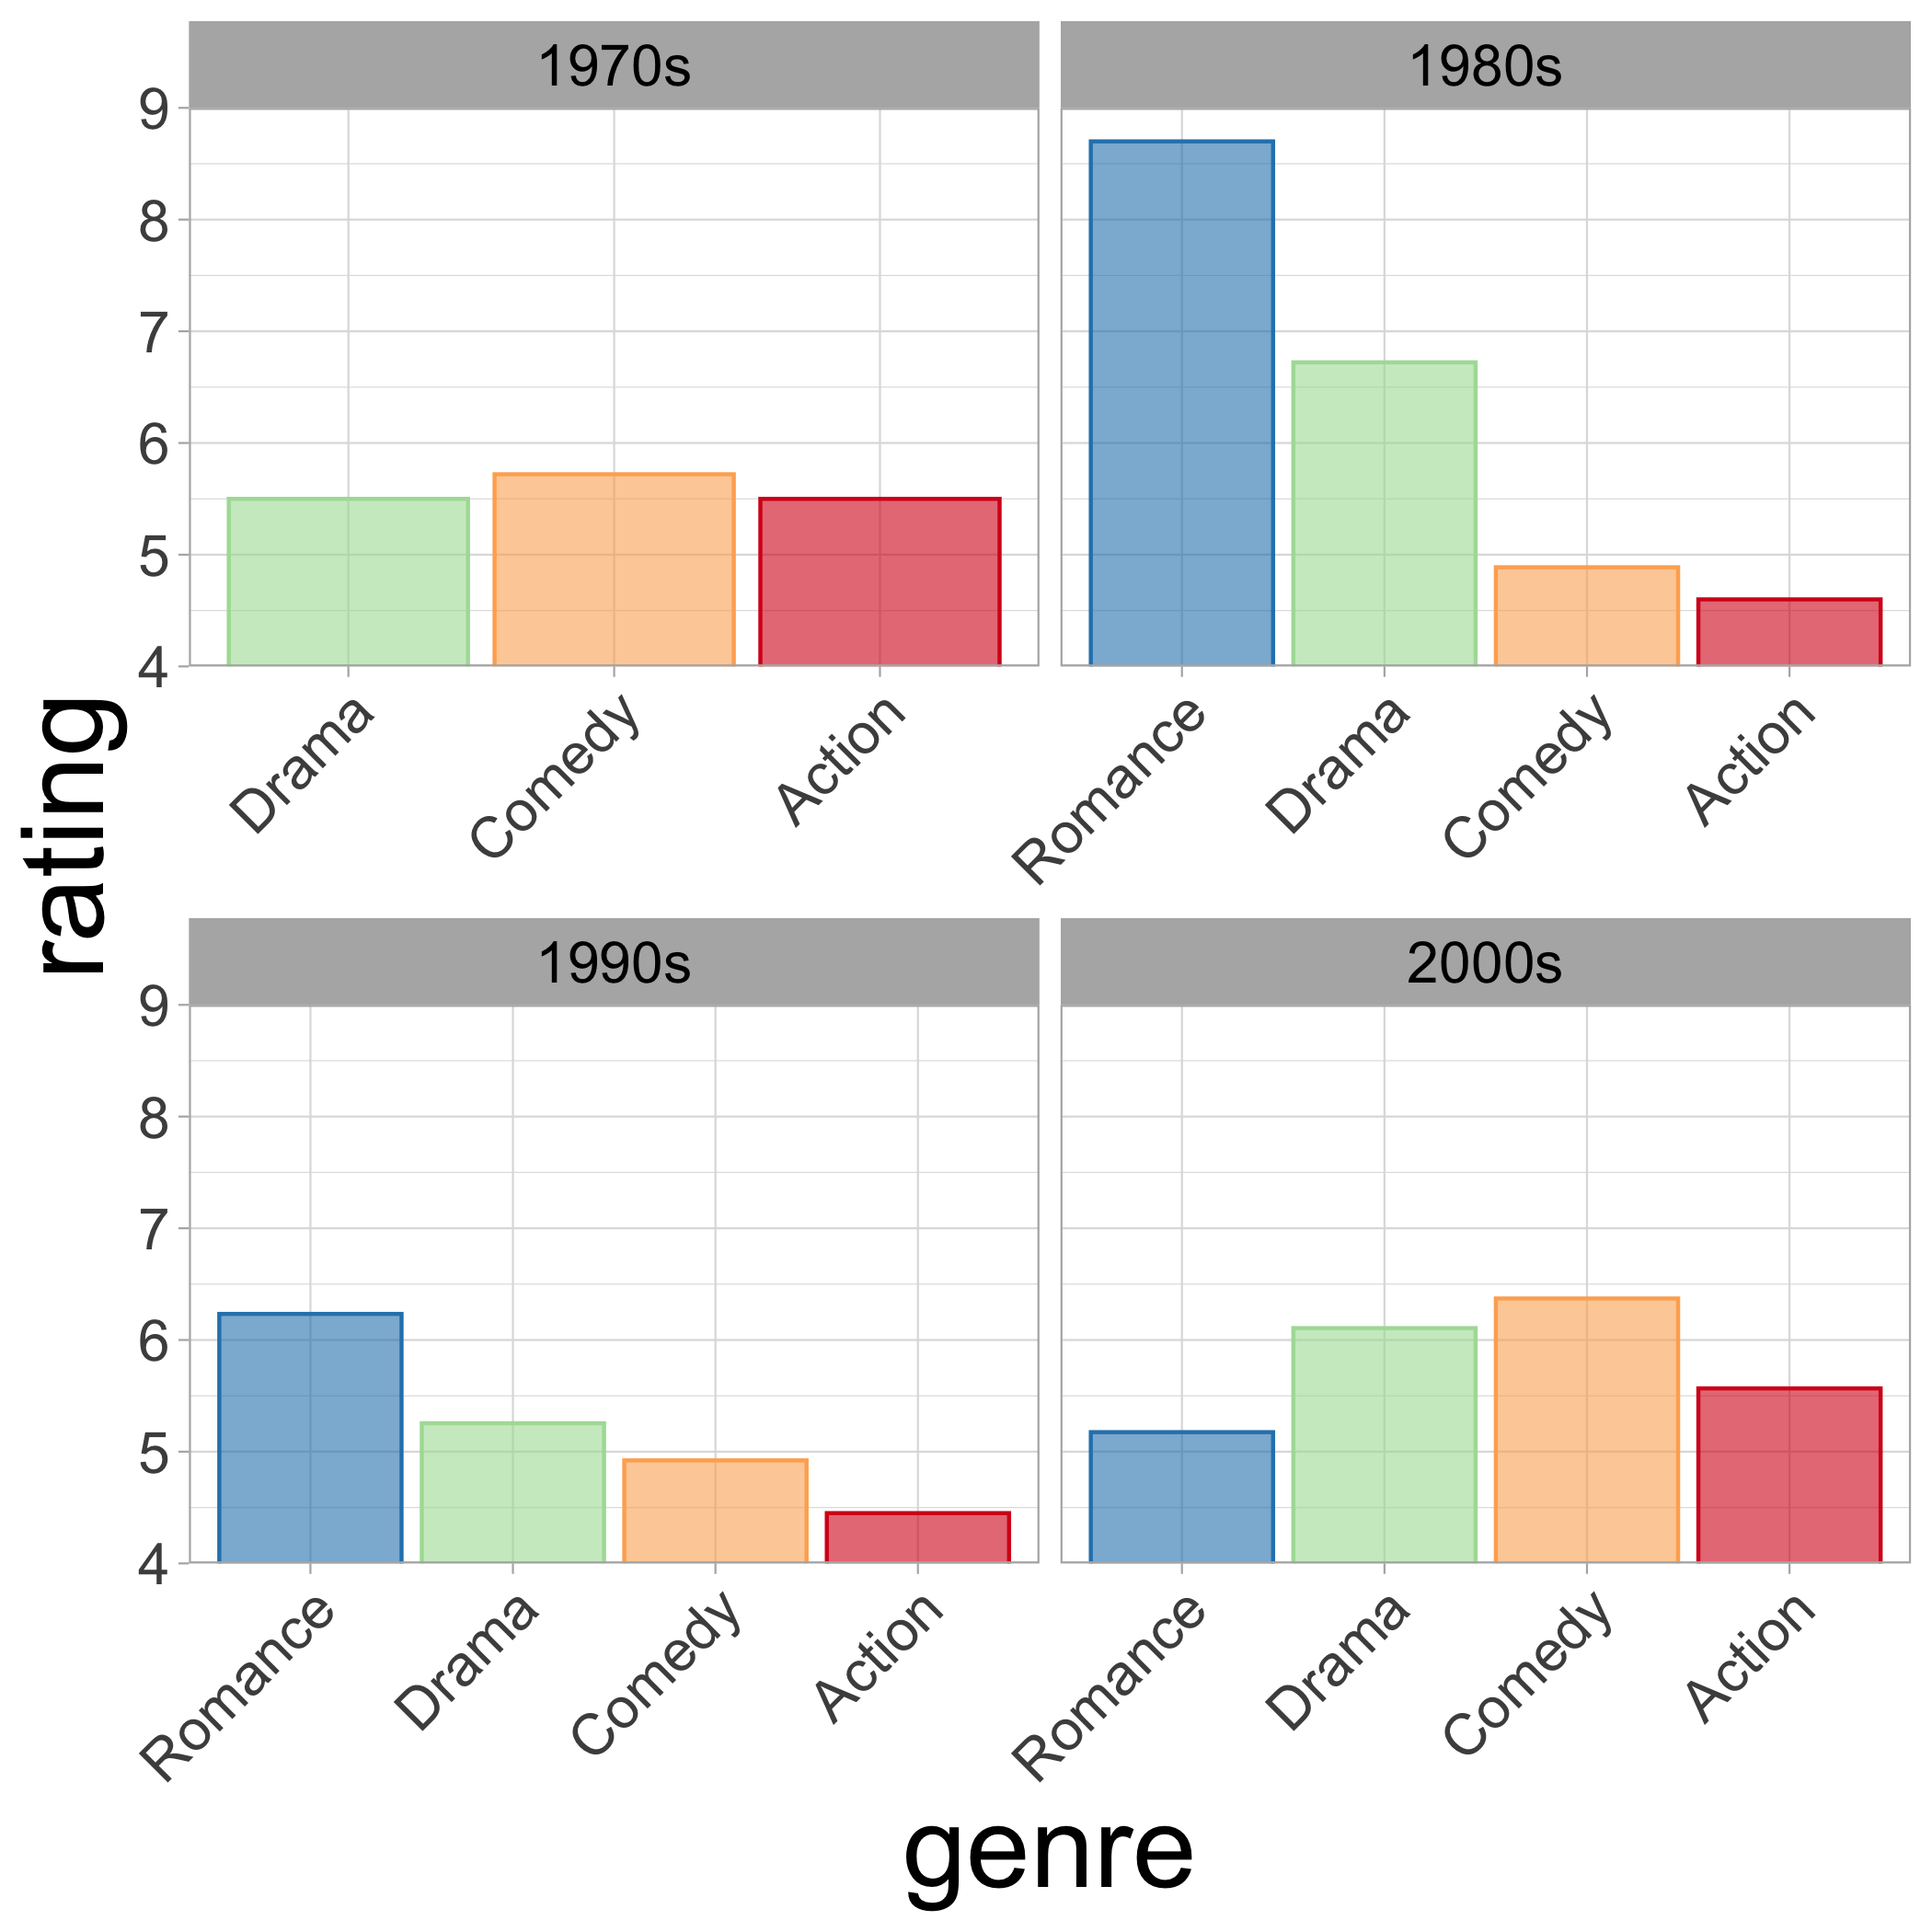 1970s
1980s
9
8
7
6
5
4
Drama
Comedy
Action
Romance
Drama
Comedy
Action
rating
1990s
2000s
9
8
7
6
5
4
Romance
Drama
Comedy
Action
Romance
Drama
Comedy
Action
genre